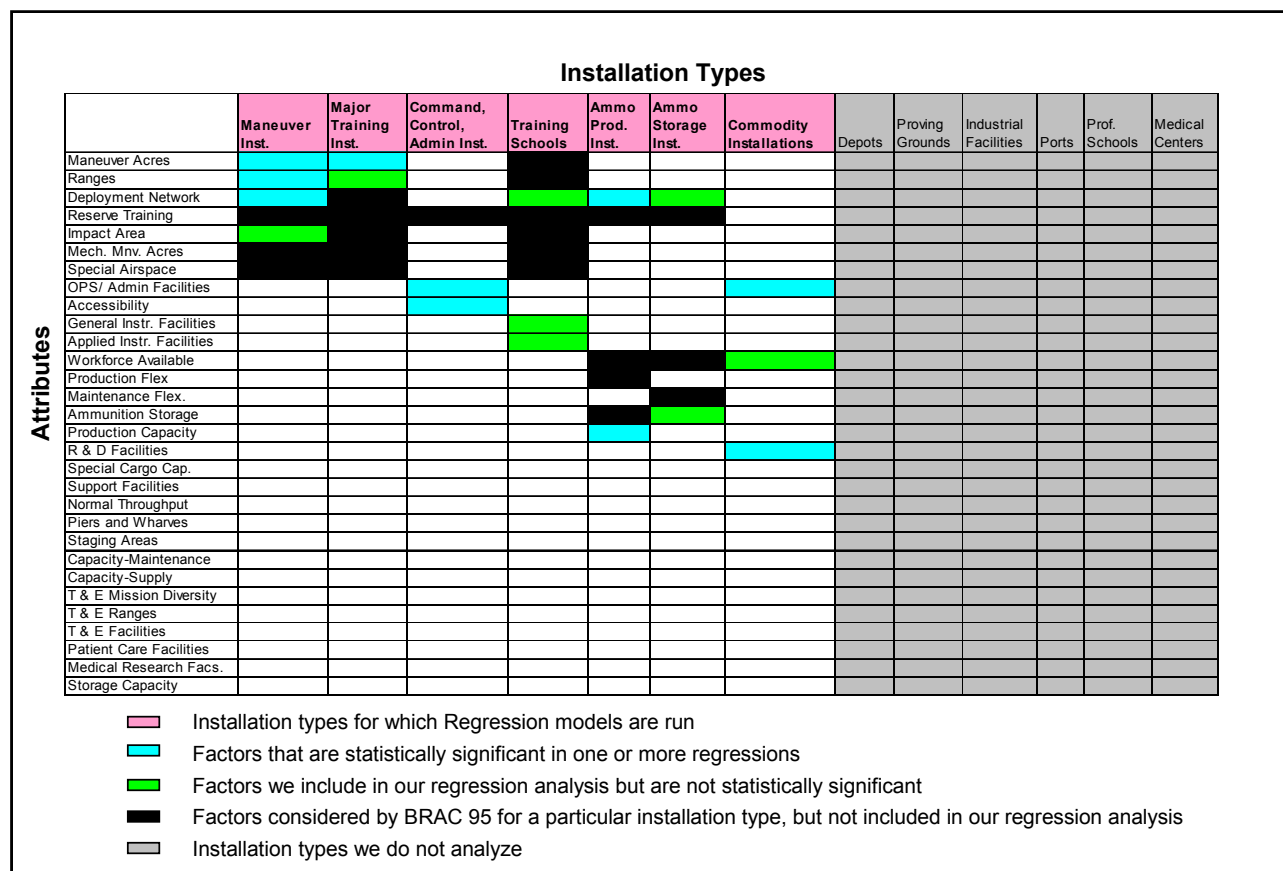 Installation Types
Maneuver Inst.
Major Training Inst.
Command, Control, Admin Inst.
Training Schools
Ammo Prod. Inst.
Ammo Storage Inst.
Commodity Installations
Depots
Proving Grounds
Industrial Facilities
Ports
Prof. Schools
Medical Centers
Attributes
Maneuver Acres
Ranges
Deployment Network
Reserve Training
Impact Area
Mech. Mnv. Acres
Special Airspace
OPS/ Admin Facilities
Accessibility
General Instr. Facilities
Applied Instr. Facilities
Workforce Available
Production Flex
Maintenance Flex.
Ammunition Storage
Production Capacity
R & D Facilities
Special Cargo Cap.
Support Facilities
Normal Throughput
Piers and Wharves
Staging Areas
Capacity-Maintenance
Capacity-Supply
T & E Mission Diversity
T & E Ranges
T & E Facilities
Patient Care Facilities
Medical Research Facs.
Storage Capacity
Installation types for which Regression models are run
Factors that are statistically significant in one or more regressions
Factors we include in our regression analysis but are not statistically significant
Factors considered by BRAC 95 for a particular installation type, but not included in our regression analysis
Installation types we do not analyze